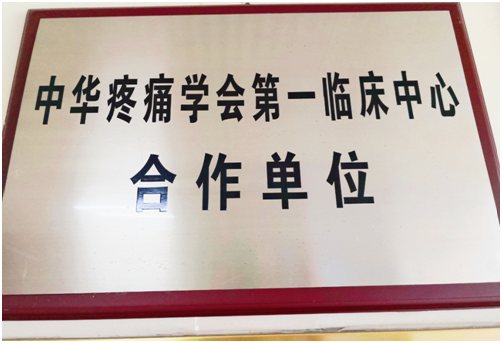 中华疼痛学会第一临床中心
合作单位